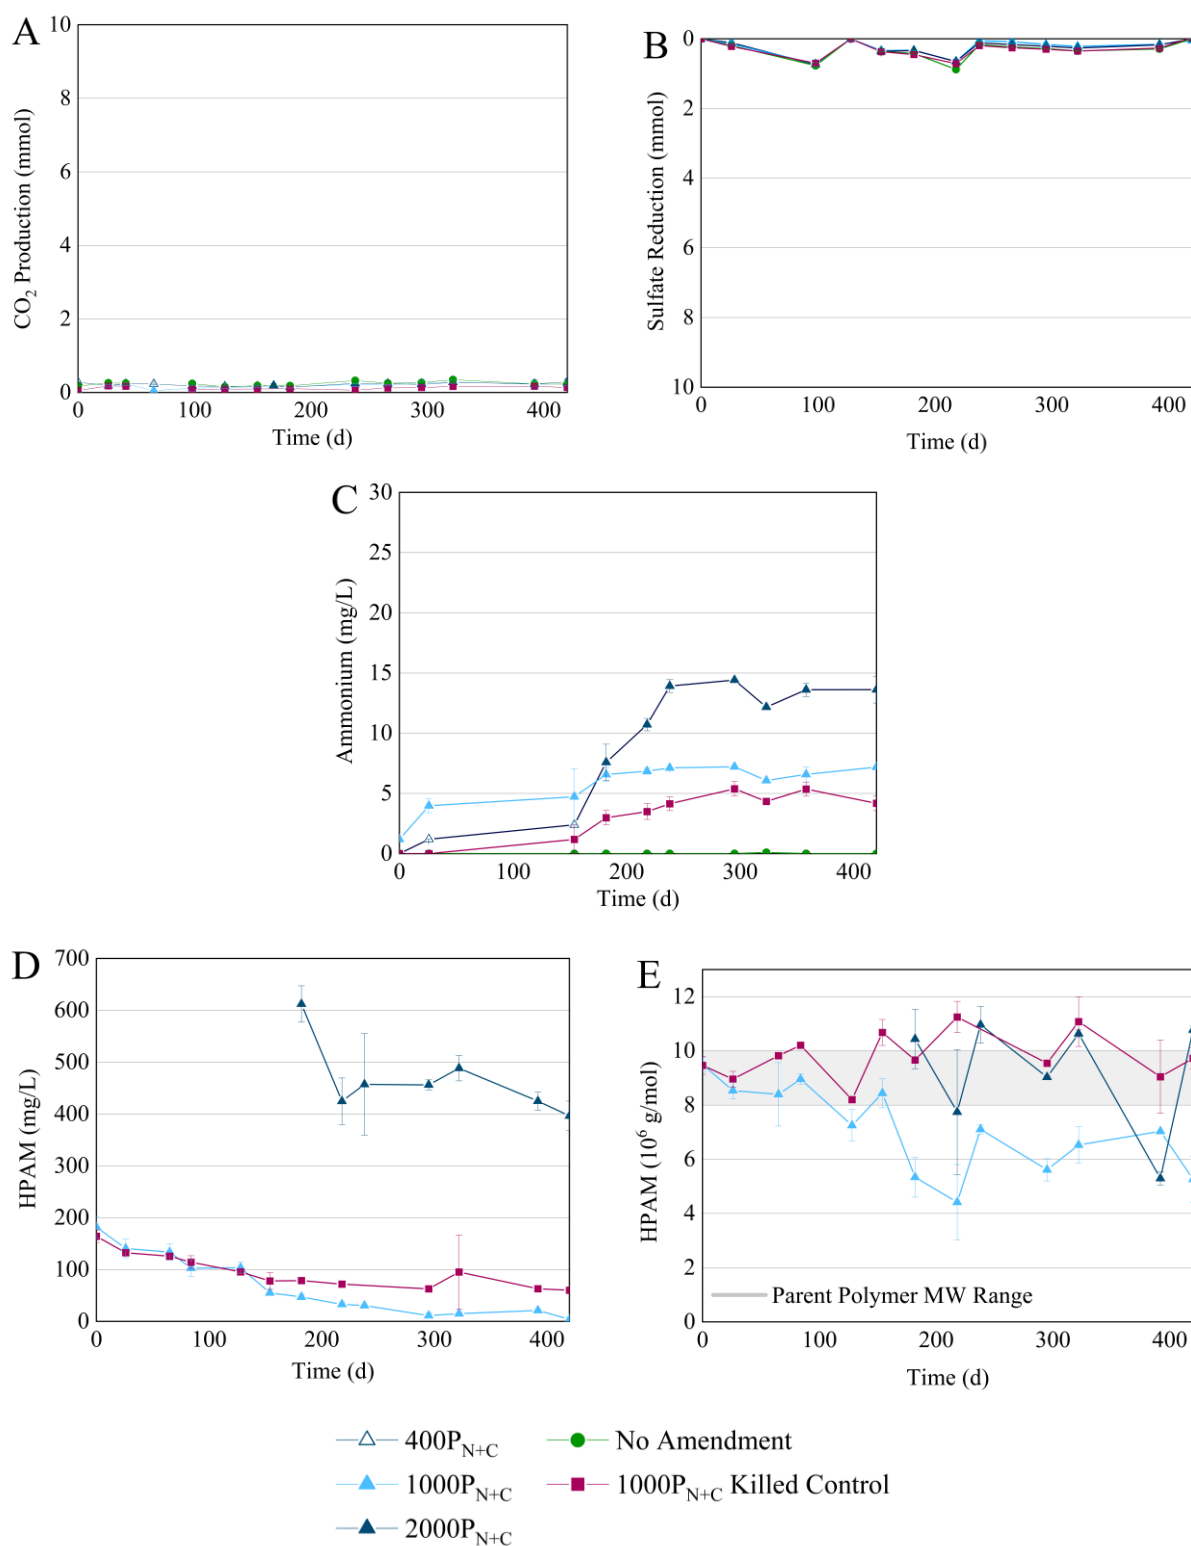 A
10
8
6
4
2
0
CO2 Production (mmol)
0 100 200 300 400
Time (d)
B
0
2
4
6
8
10
Sulfate Reduction (mmol)
0 100 200 300 400
Time (d)
C
30
25
20
15
10
5
0
Ammonium (mg/L)
0 100 200 300 400
Time (d)
D
700
600
500
400
300
200
100
0
HPAM (mg/L)
0 100 200 300 400
Time (d)
E
12
10
8
6
4
2
0
HPAM (10^6 g/mol)
Parent Polymer MW Range
0 100 200 300 400
Time (d)
400PN+C
No Amendment
1000PN+C
1000PN+C Killed Control
2000PN+C